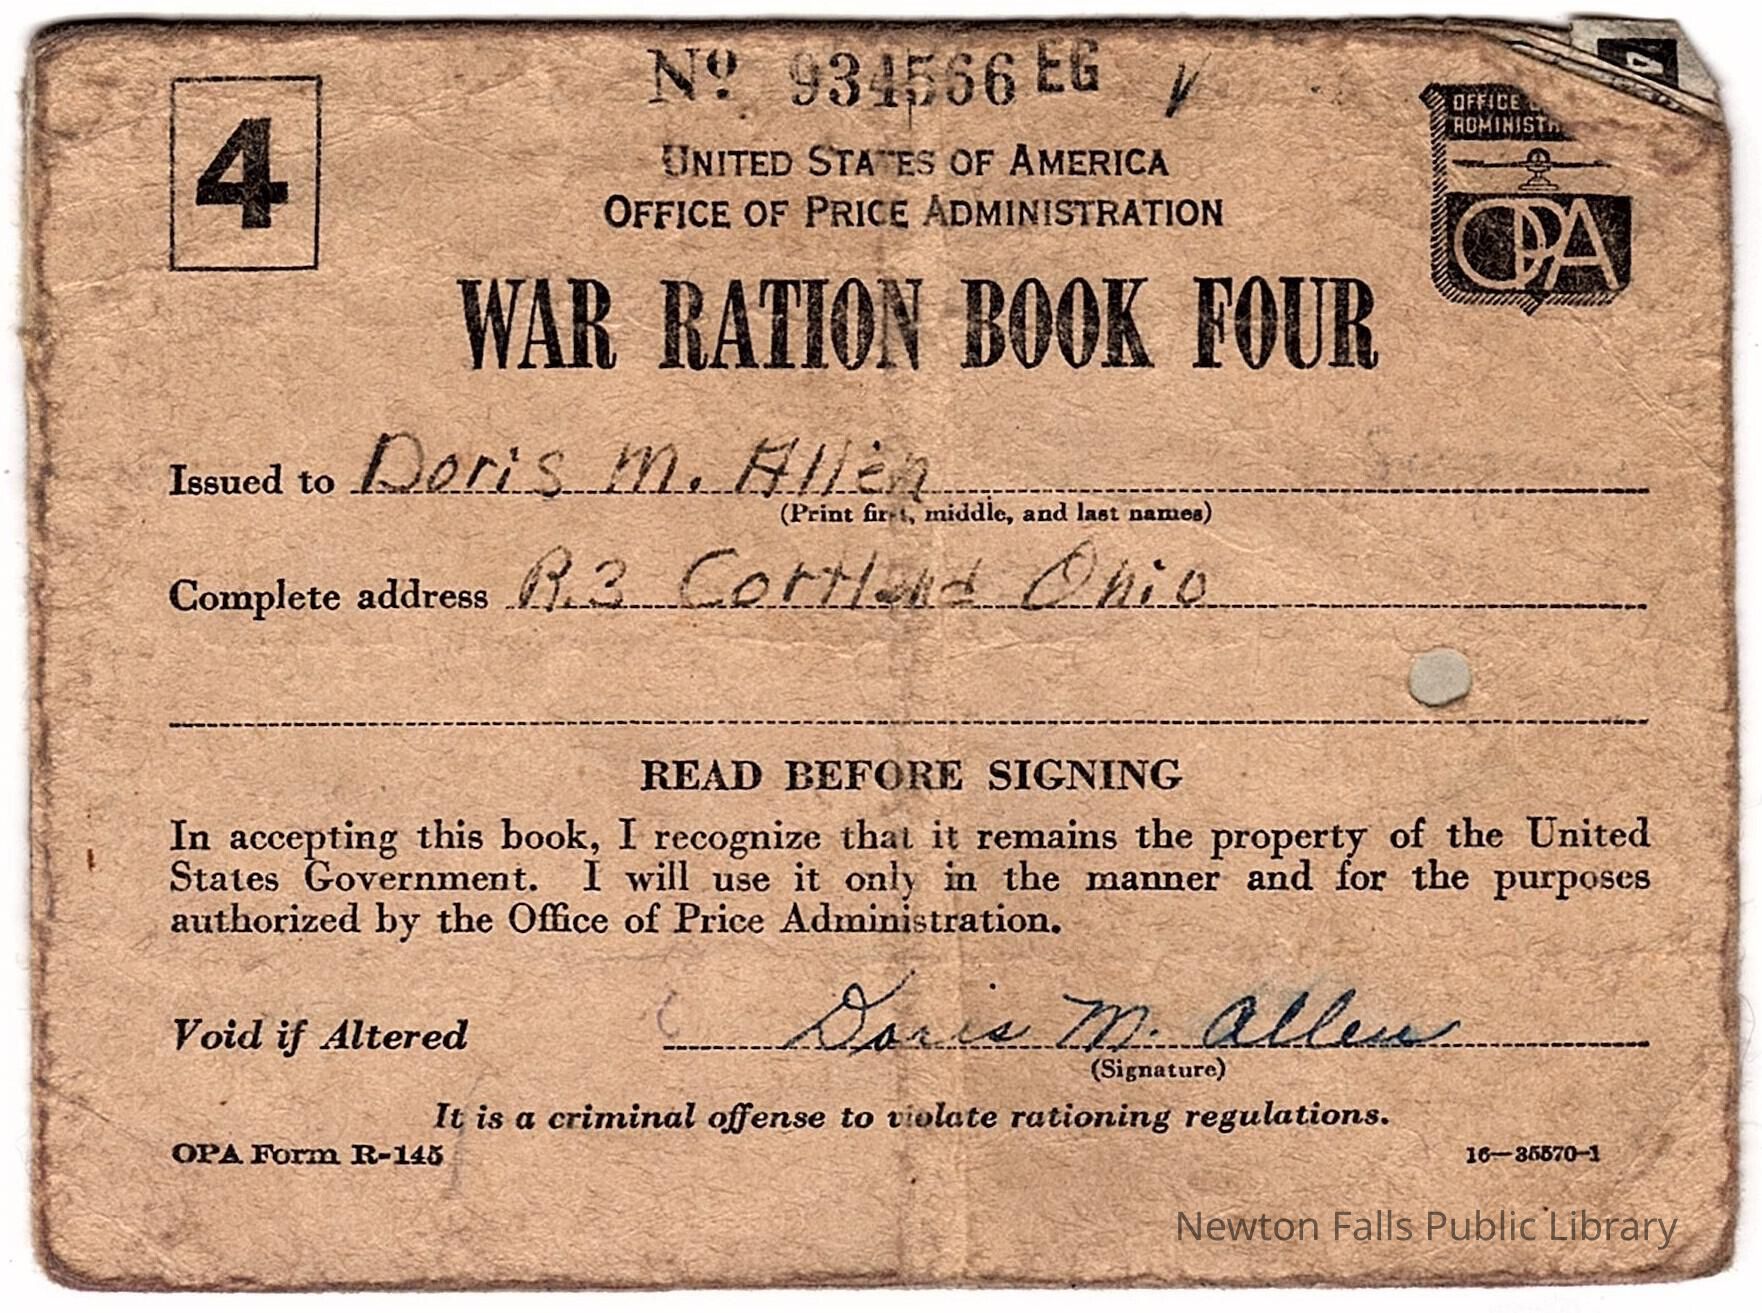 4
Nº 934566 EG
UNITED STATES OF AMERICA
OFFICE OF PRICE ADMINISTRATION
OFFICE
OPA
WAR RATION BOOK FOUR
Issued to Doris M. Allen
(Print first, middle, and last names)
Complete address R.3 Cortland Ohio
READ BEFORE SIGNING
In accepting this book, I recognize that it remains the property of the United
States Government. I will use it only in the manner and for the purposes
authorized by the Office of Price Administration.
Void if Altered Doris M. Allen
(Signature)
It is a criminal offense to violate rationing regulations.
OPA Form R-145 16—35570-1
Newton Falls Public Library